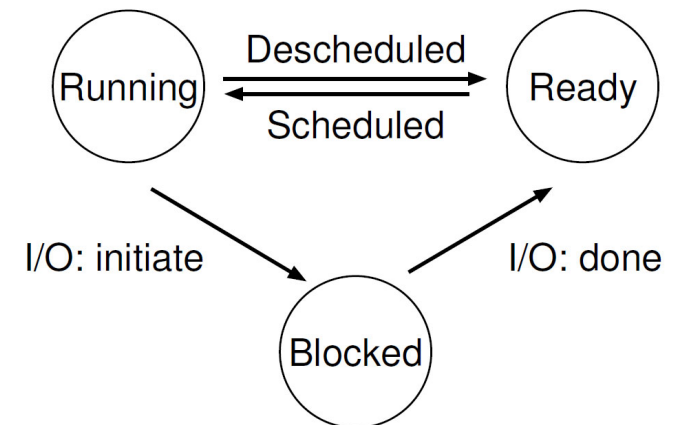 Descheduled
Running
Ready
Scheduled
I/O: initiate
I/O: done
Blocked